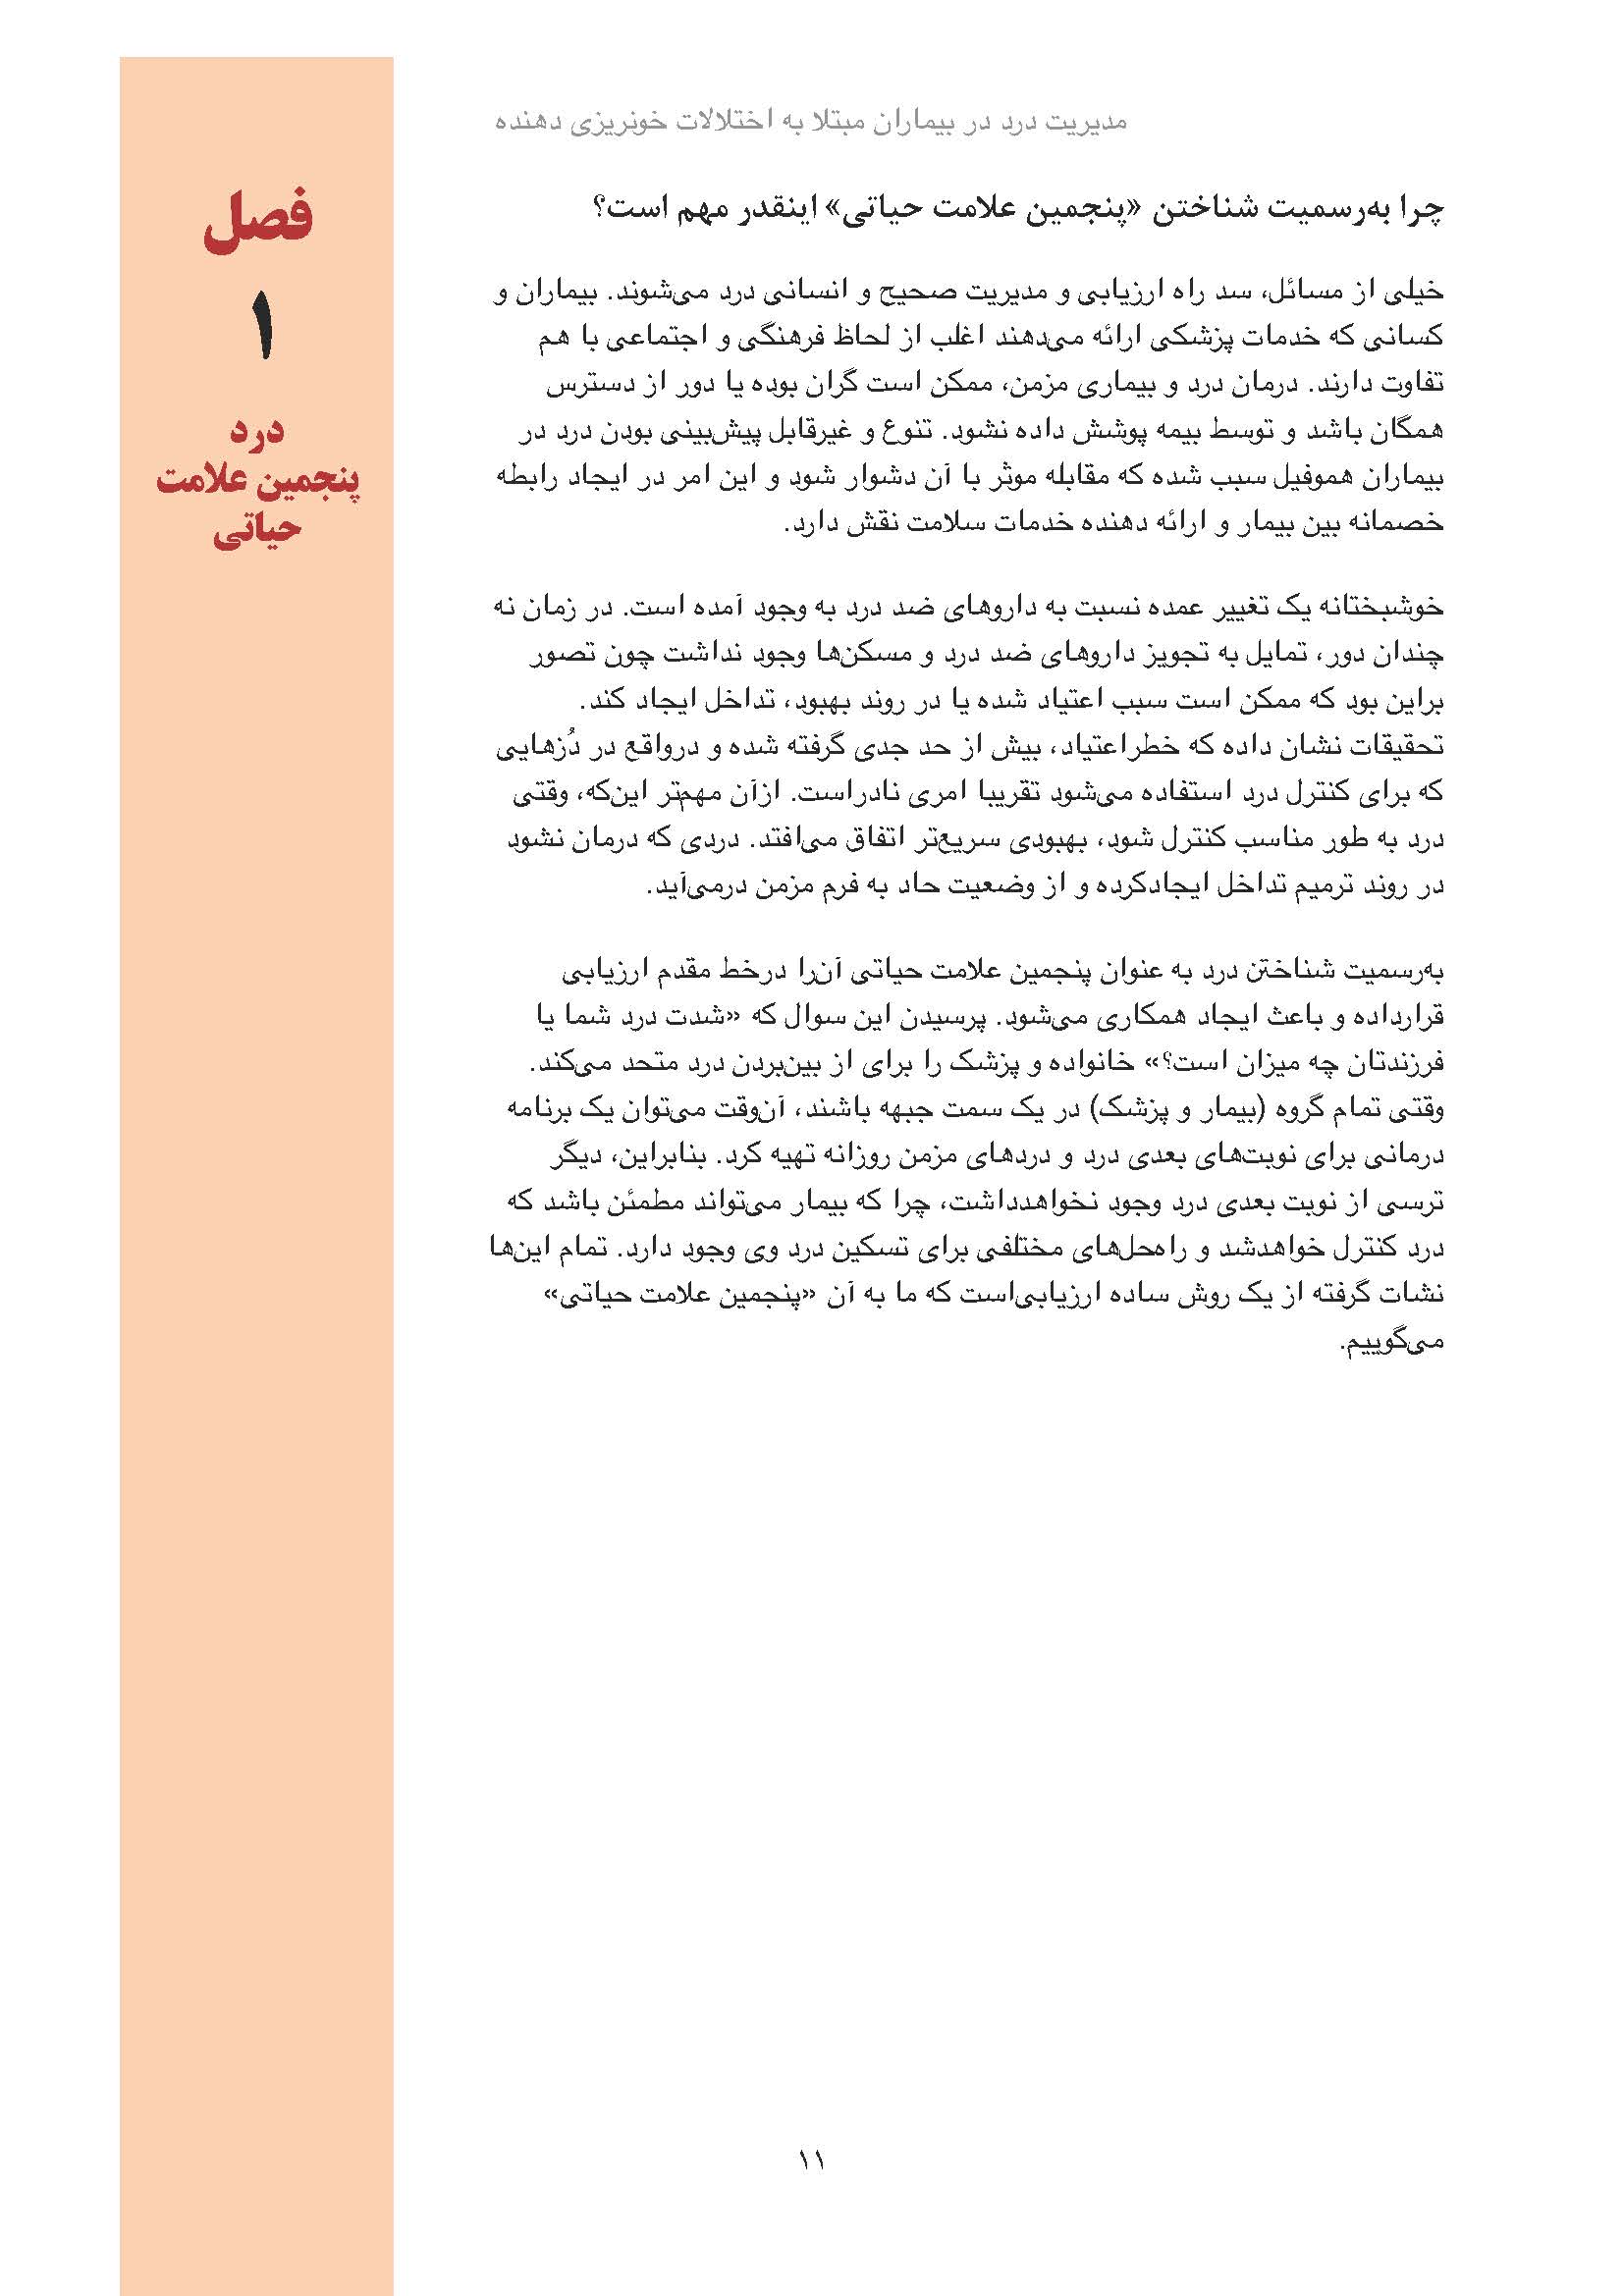 مدیریت درد در بیماران مبتلا به اختلالات خونریزی دهنده
فصل
۱
درد
پنجمین علامت
حیاتی
چرا به‌رسمیت شناختن «پنجمین علامت حیاتی» اینقدر مهم است؟
خیلی از مسائل، سد راه ارزیابی و مدیریت صحیح و انسانی درد می‌شوند. بیماران و
کسانی که خدمات پزشکی ارائه می‌دهند اغلب از لحاظ فرهنگی و اجتماعی با هم
تفاوت دارند. درمان درد و بیماری مزمن، ممکن است گران بوده یا دور از دسترس
همگان باشد و توسط بیمه پوشش داده نشود. تنوع و غیرقابل پیش‌بینی بودن درد در
بیماران هموفیل سبب شده که مقابله موثر با آن دشوار شود و این امر در ایجاد رابطه
خصمانه بین بیمار و ارائه دهنده خدمات سلامت نقش دارد.
خوشبختانه یک تغییر عمده نسبت به داروهای ضد درد به وجود آمده است. در زمان نه
چندان دور، تمایل به تجویز داروهای ضد درد و مسکن‌ها وجود نداشت چون تصور
براین بود که ممکن است سبب اعتیاد شده یا در روند بهبود، تداخل ایجاد کند.
تحقیقات نشان داده که خطراعتیاد، بیش از حد جدی گرفته شده و درواقع در دُزهایی
که برای کنترل درد استفاده می‌شود تقریبا امری نادراست. ازآن مهم‌تر این‌که، وقتی
درد به طور مناسب کنترل شود، بهبودی سریع‌تر اتفاق می‌افتد. دردی که درمان نشود
در روند ترمیم تداخل ایجادکرده و از وضعیت حاد به فرم مزمن درمی‌آید.
به‌رسمیت شناختن درد به عنوان پنجمین علامت حیاتی آن‌را درخط مقدم ارزیابی
قرارداده و باعث ایجاد همکاری می‌شود. پرسیدن این سوال که «شدت درد شما یا
فرزندتان چه میزان است؟» خانواده و پزشک را برای از بین‌بردن درد متحد می‌کند.
وقتی تمام گروه (بیمار و پزشک) در یک سمت جبهه باشند، آن‌وقت می‌توان یک برنامه
درمانی برای نوبت‌های بعدی درد و دردهای مزمن روزانه تهیه کرد. بنابراین، دیگر
ترسی از نوبت بعدی درد وجود نخواهدداشت، چرا که بیمار می‌تواند مطمئن باشد که
درد کنترل خواهدشد و راه‌حل‌های مختلفی برای تسکین درد وی وجود دارد. تمام این‌ها
نشات گرفته از یک روش ساده ارزیابی‌است که ما به آن «پنجمین علامت حیاتی»
می‌گوییم.
۱۱